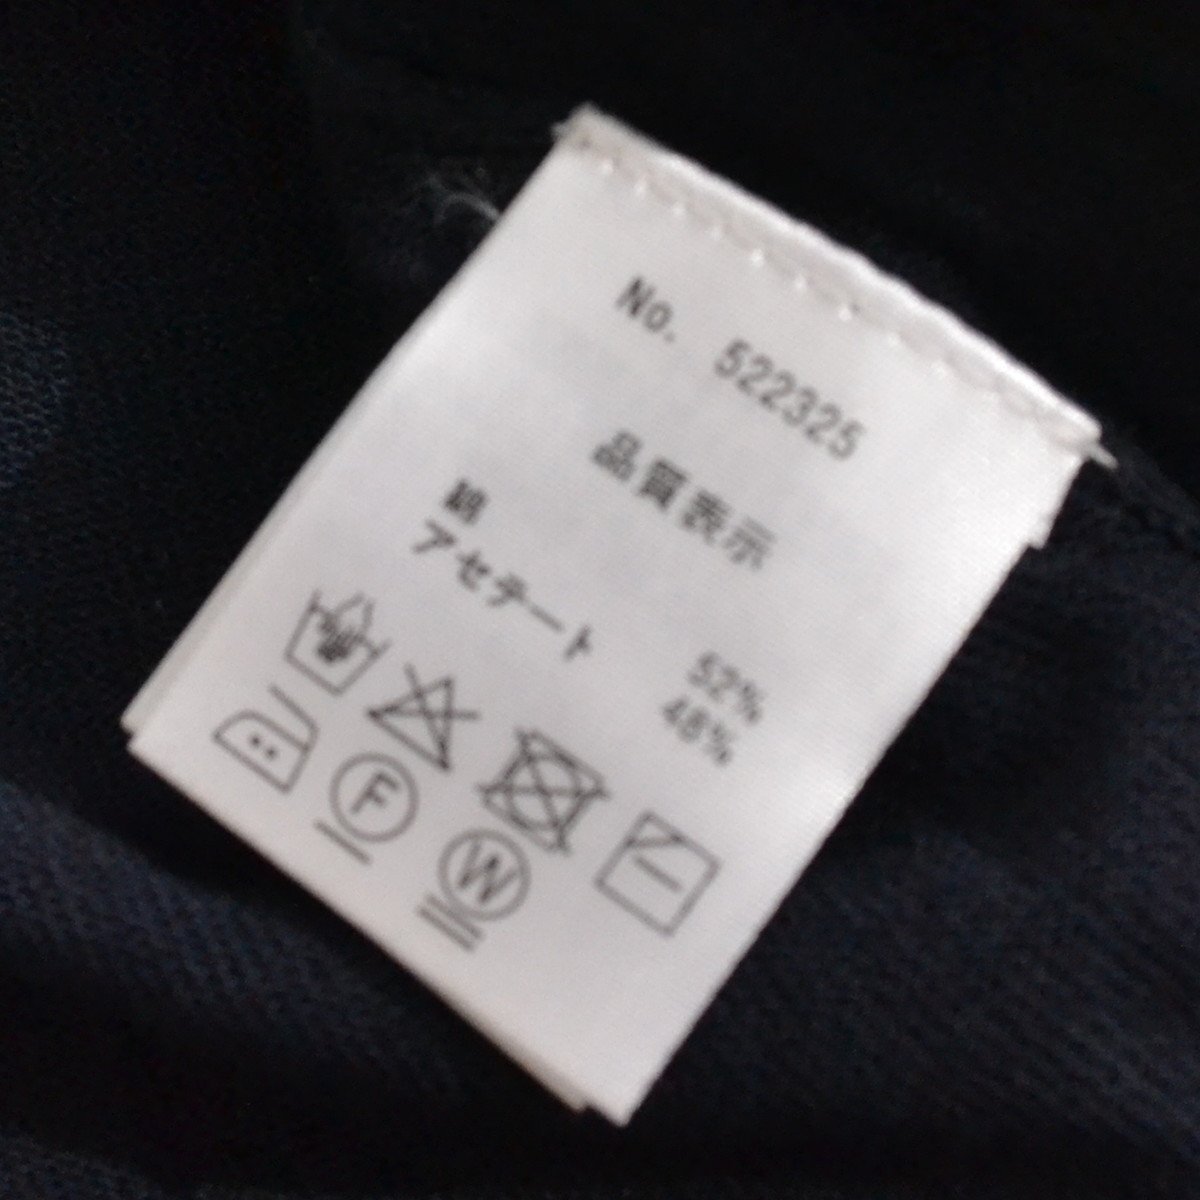 No. 522325
品質表示
綿 52%
アセテート 48%
F
W